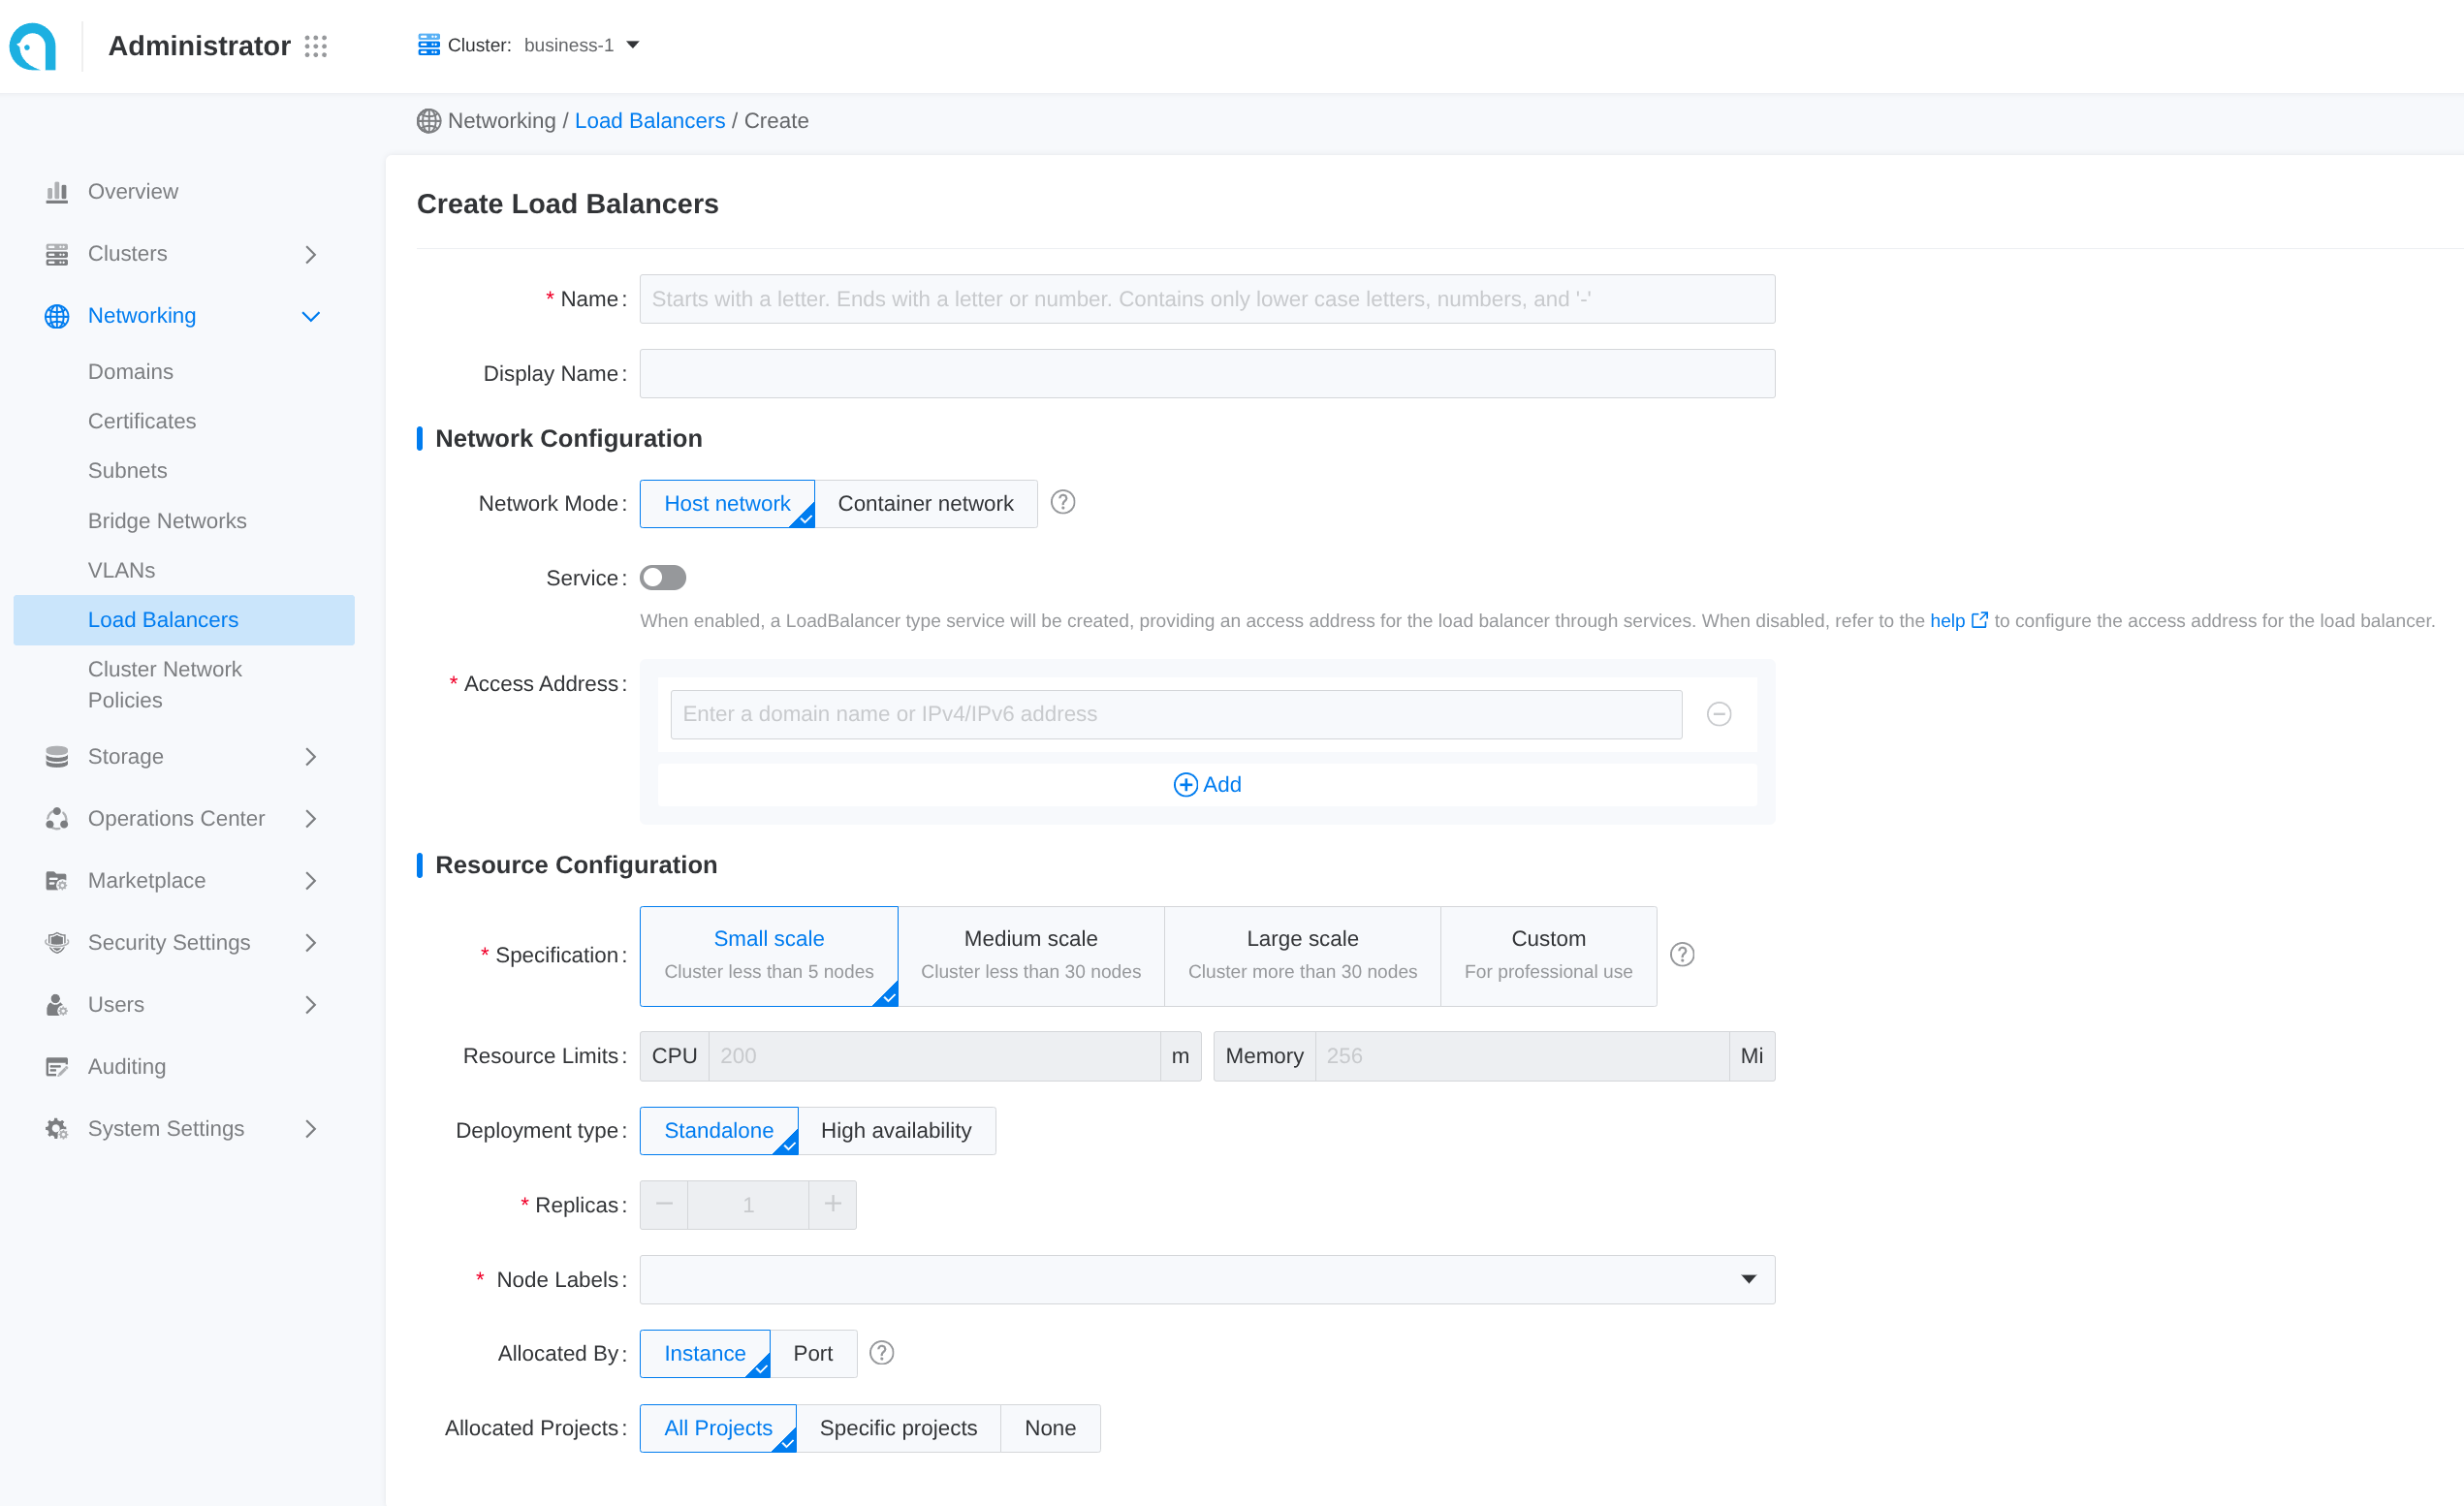 Administrator
Cluster: business-1
Networking / Load Balancers / Create
Overview
Clusters
Networking
Domains
Certificates
Subnets
Bridge Networks
VLANs
Load Balancers
Cluster Network
Policies
Storage
Operations Center
Marketplace
Security Settings
Users
Auditing
System Settings
Create Load Balancers
* Name: Starts with a letter. Ends with a letter or number. Contains only lower case letters, numbers, and '-'
Display Name:
Network Configuration
Network Mode: Host network Container network ?
Service:
When enabled, a LoadBalancer type service will be created, providing an access address for the load balancer through services. When disabled, refer to the help to configure the access address for the load balancer.
* Access Address: Enter a domain name or IPv4/IPv6 address
Add
Resource Configuration
* Specification: Small scale Medium scale Large scale Custom ?
Cluster less than 5 nodes Cluster less than 30 nodes Cluster more than 30 nodes For professional use
Resource Limits: CPU 200 m Memory 256 Mi
Deployment type: Standalone High availability
* Replicas: − 1 +
* Node Labels:
Allocated By: Instance Port ?
Allocated Projects: All Projects Specific projects None